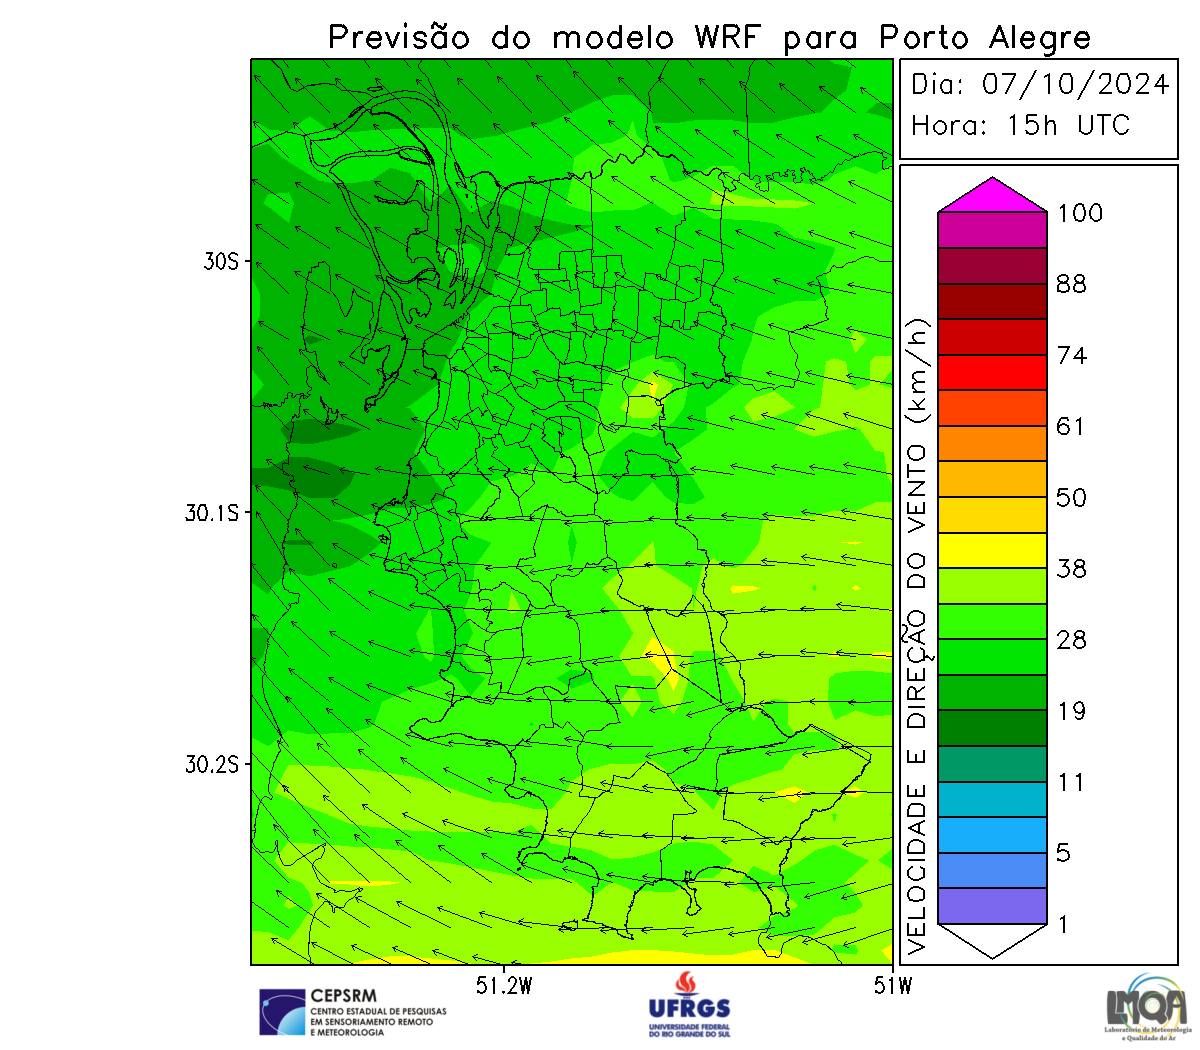 Previsão do modelo WRF para Porto Alegre
Dia: 07/10/2024
Hora: 15h UTC
100
88
74
61
50
38
28
19
11
5
1
VELOCIDADE E DIREÇÃO DO VENTO (km/h)
30S
30.1S
30.2S
51.2W
51W
CEPSRM
CENTRO ESTADUAL DE PESQUISAS
EM SENSORIAMENTO REMOTO
E METEOROLOGIA
UFRGS
UNIVERSIDADE FEDERAL
DO RIO GRANDE DO SUL
LMQA
Laboratório de Meteorologia
e Qualidade do Ar